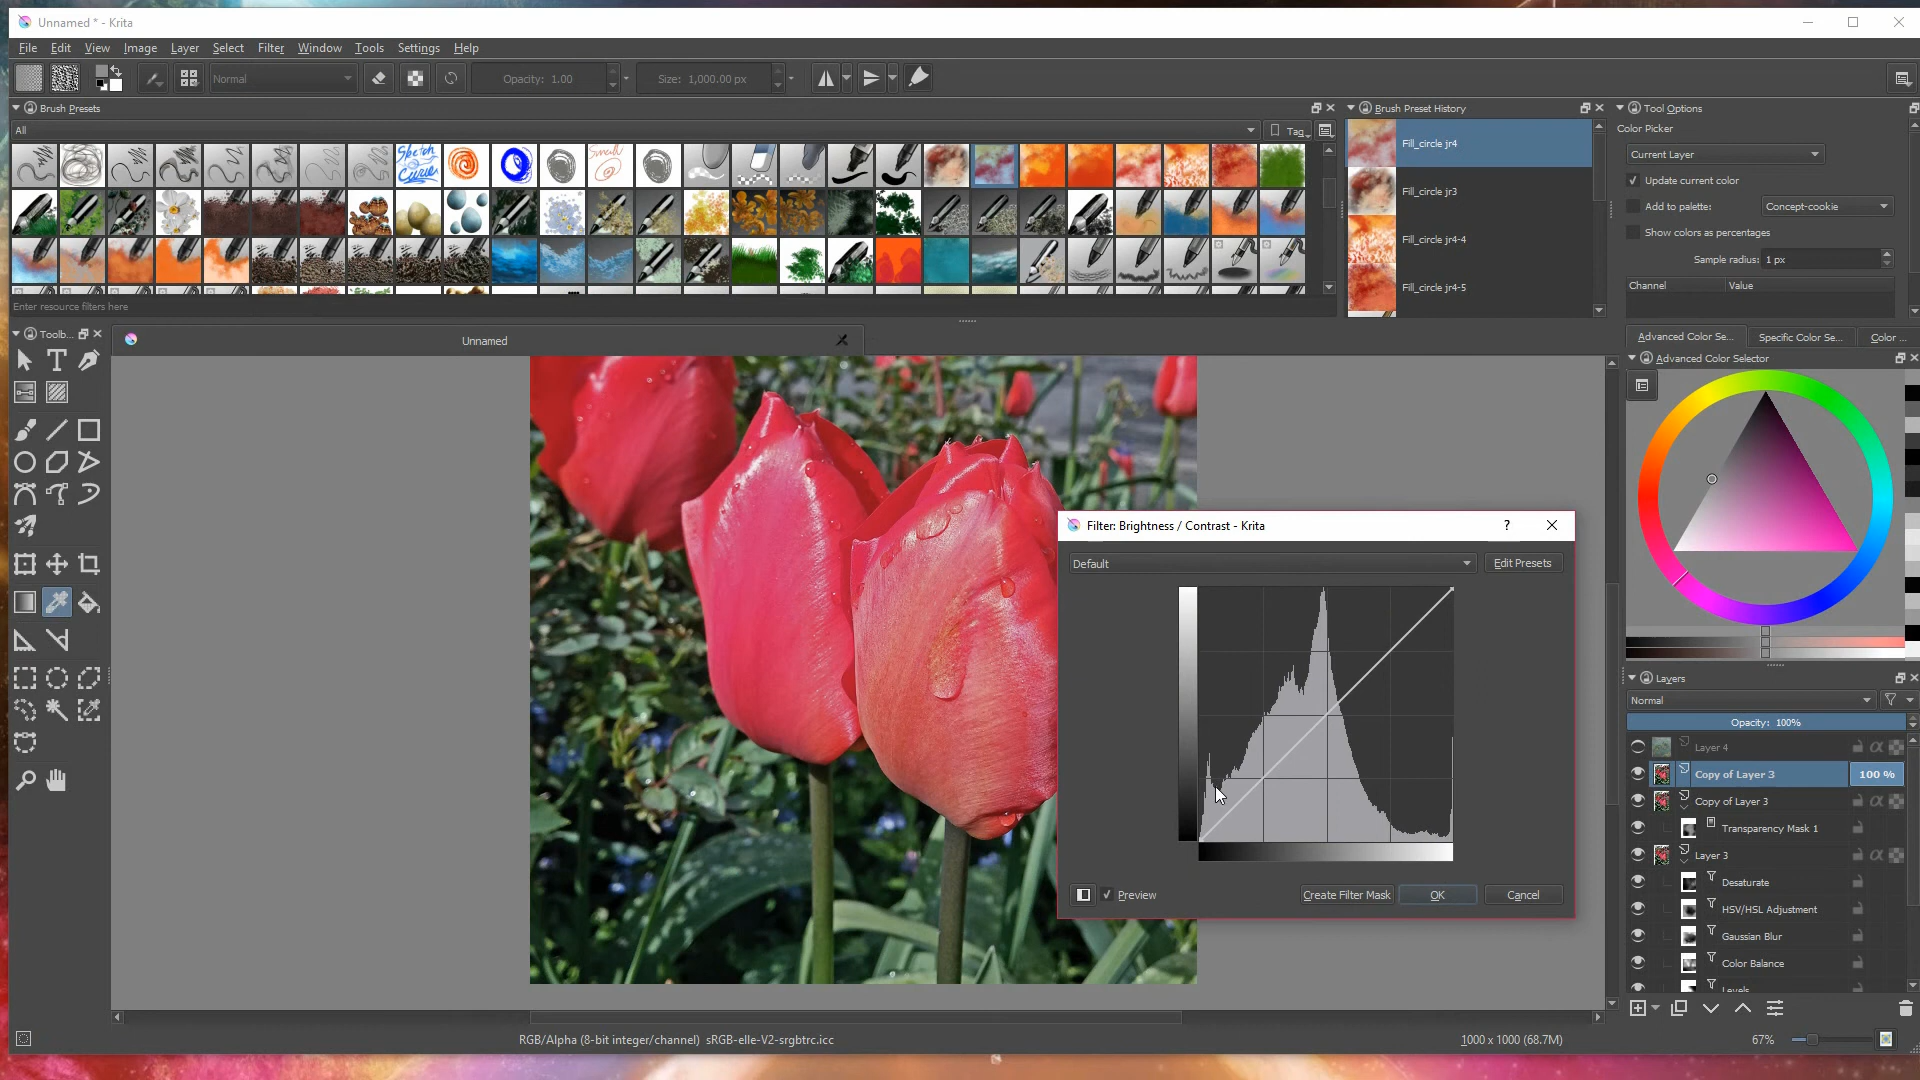 Unnamed * - Krita
File Edit View Image Layer Select Filter Window Tools Settings Help
Normal Opacity: 1.00 Size: 1,000.00 px
Brush Presets
All Tag
Sketch
Curves
Small
Enter resource filters here
Brush Preset History
Fill_circle jr4
Fill_circle jr3
Fill_circle jr4-4
Fill_circle jr4-5
Tool Options
Color Picker
Current Layer
Update current color
Add to palette: Concept-cookie
Show colors as percentages
Sample radius: 1 px
Channel Value
Toolb...
Unnamed
Advanced Color Se... Specific Color Se... Color ...
Advanced Color Selector
Filter: Brightness / Contrast - Krita
Default Edit Presets
Preview Create Filter Mask OK Cancel
Layers
Normal
Opacity: 100%
Layer 4
Copy of Layer 3 100 %
Copy of Layer 3
Transparency Mask 1
Layer 3
Desaturate
HSV/HSL Adjustment
Gaussian Blur
Color Balance
Levels
RGB/Alpha (8-bit integer/channel) sRGB-elle-V2-srgbtrc.icc 1000 x 1000 (68.7M) 67%